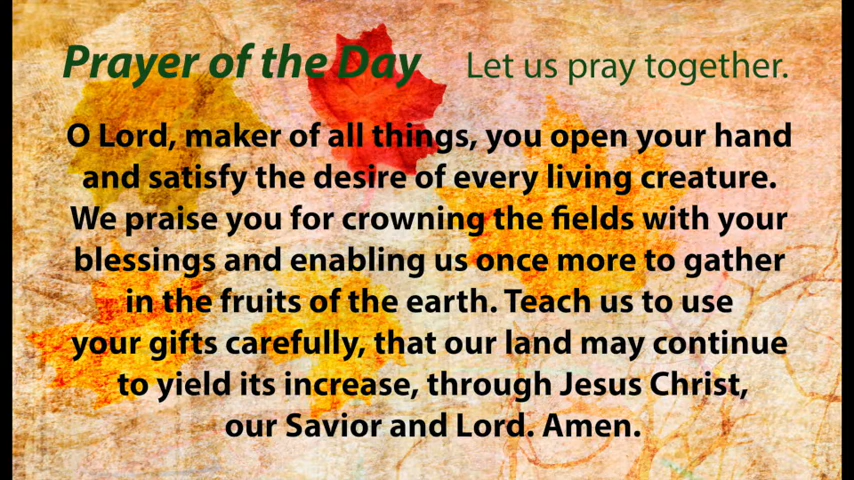 Prayer of the Day Let us pray together.
O Lord, maker of all things, you open your hand
and satisfy the desire of every living creature.
We praise you for crowning the fields with your
blessings and enabling us once more to gather
in the fruits of the earth. Teach us to use
your gifts carefully, that our land may continue
to yield its increase, through Jesus Christ,
our Savior and Lord. Amen.